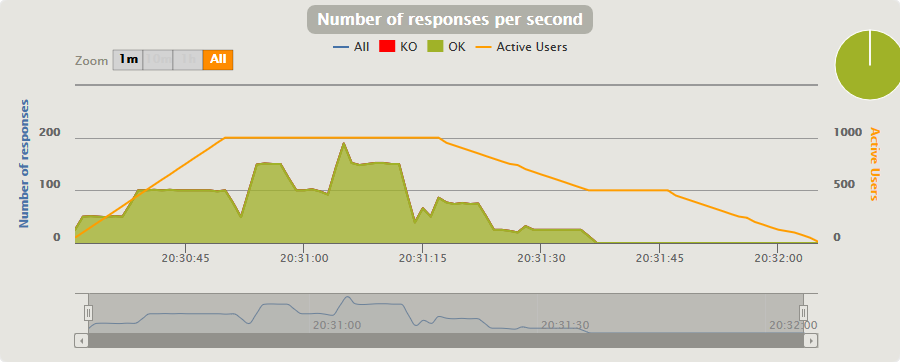 Number of responses per second
All KO OK Active Users
Zoom 1m 10m 1h All
Number of responses
Active Users
200
100
0
1000
500
0
20:30:45 20:31:00 20:31:15 20:31:30 20:31:45 20:32:00
20:31:00 20:31:30 20:32:00